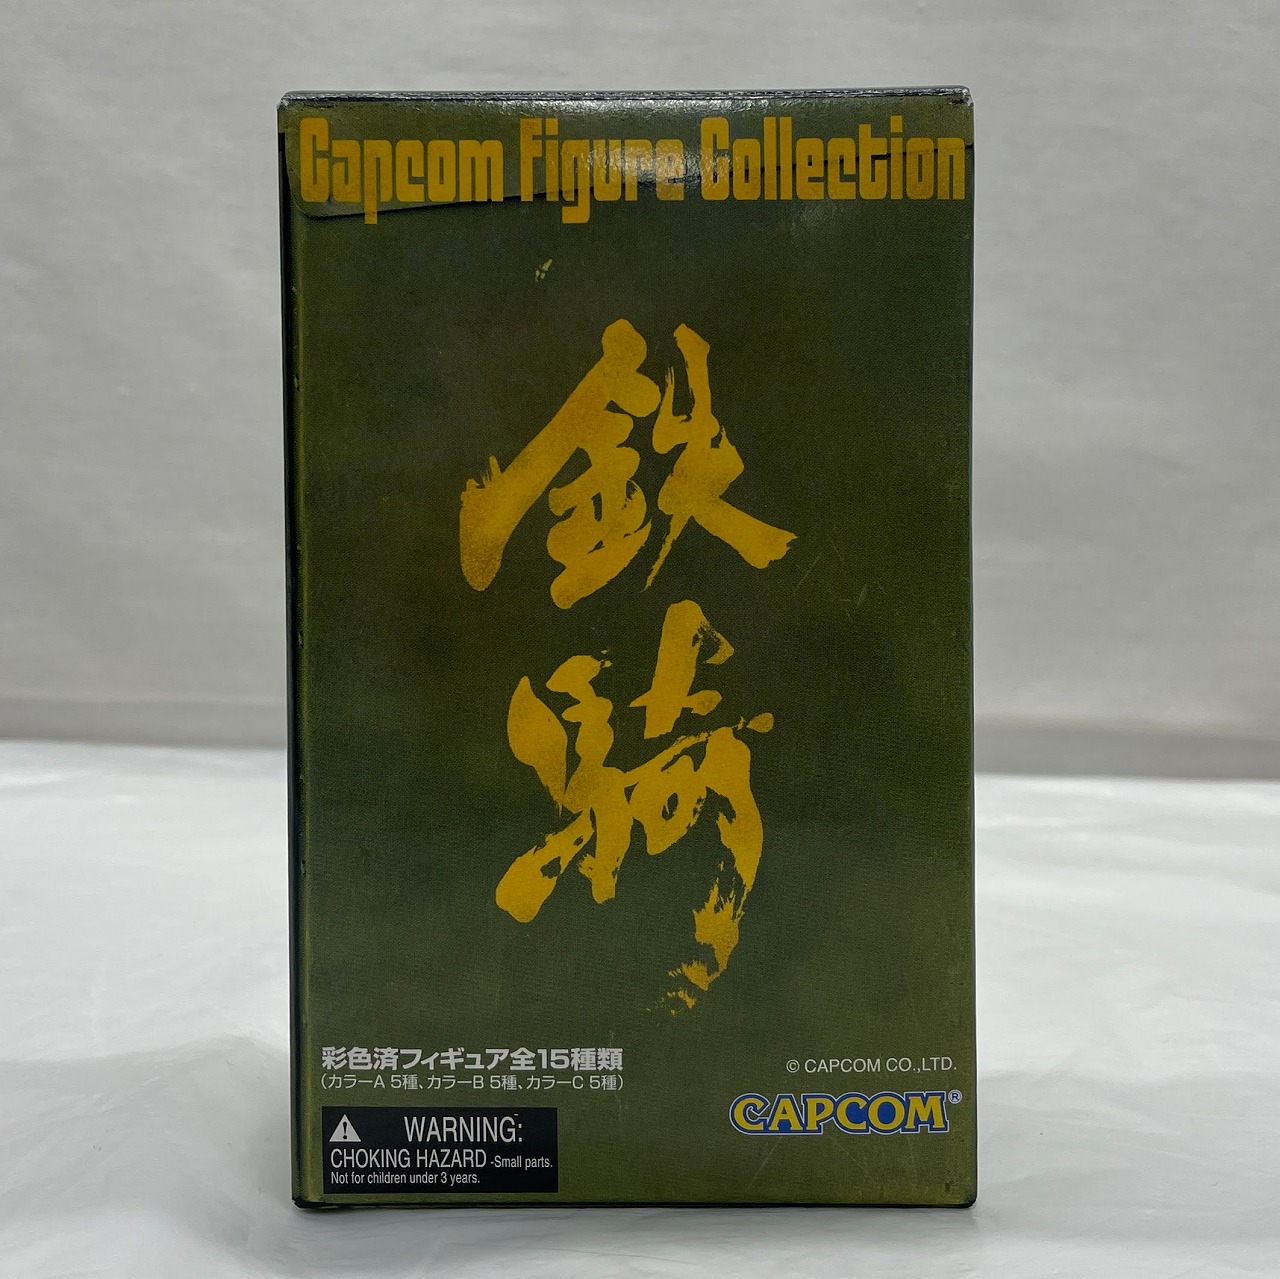 Capcom Figure Collection
鉄
騎
彩色済フィギュア全15種類
（カラーA 5種、カラーB 5種、カラーC 5種）
© CAPCOM CO.,LTD.
CAPCOM®
WARNING:
CHOKING HAZARD -Small parts.
Not for children under 3 years.